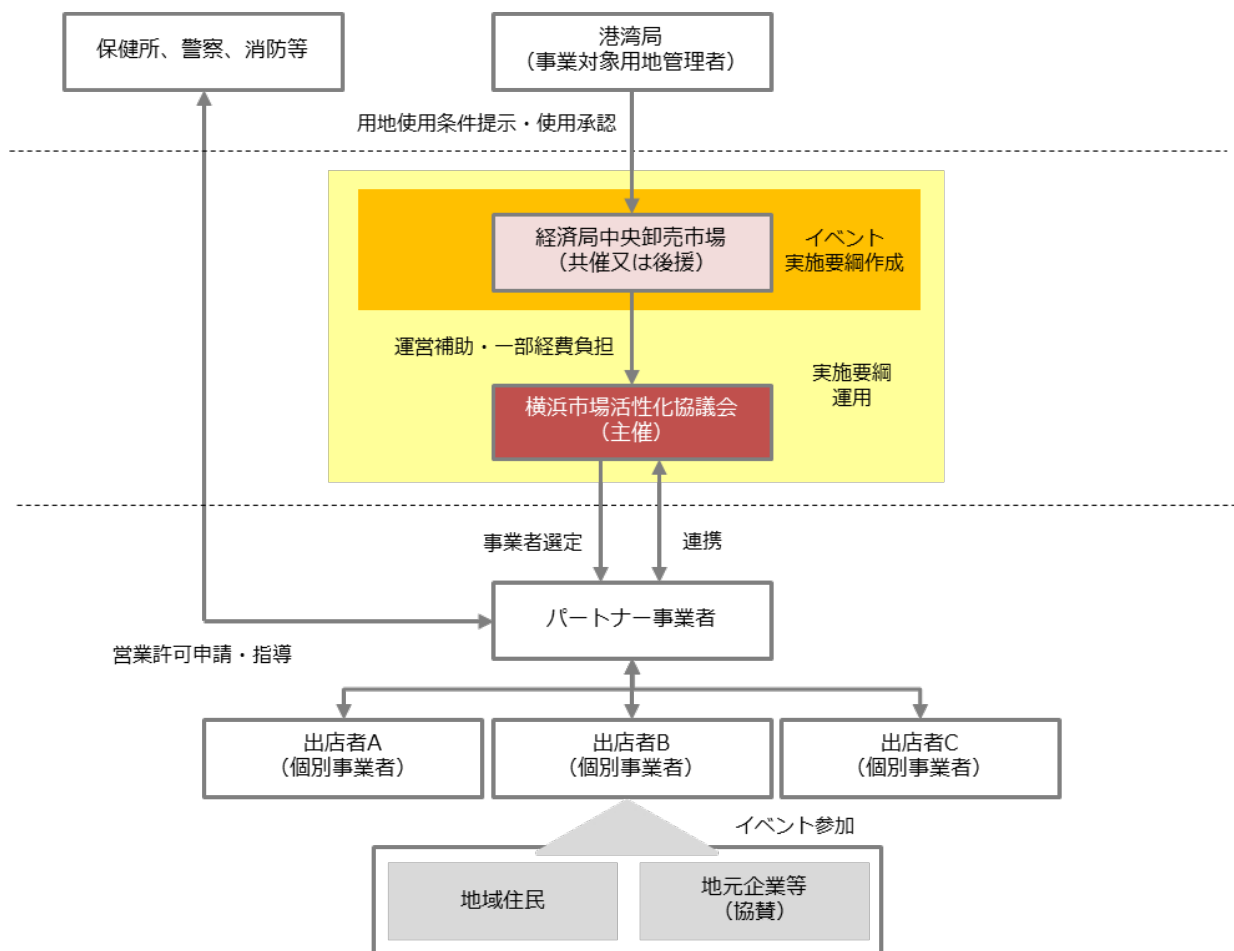 保健所、警察、消防等
港湾局
（事業対象用地管理者）
用地使用条件提示・使用承認
経済局中央卸売市場
（共催又は後援）
イベント
実施要綱作成
運営補助・一部経費負担
実施要綱
運用
横浜市場活性化協議会
（主催）
事業者選定
連携
パートナー事業者
営業許可申請・指導
出店者A
（個別事業者）
出店者B
（個別事業者）
出店者C
（個別事業者）
イベント参加
地域住民
地元企業等
（協賛）